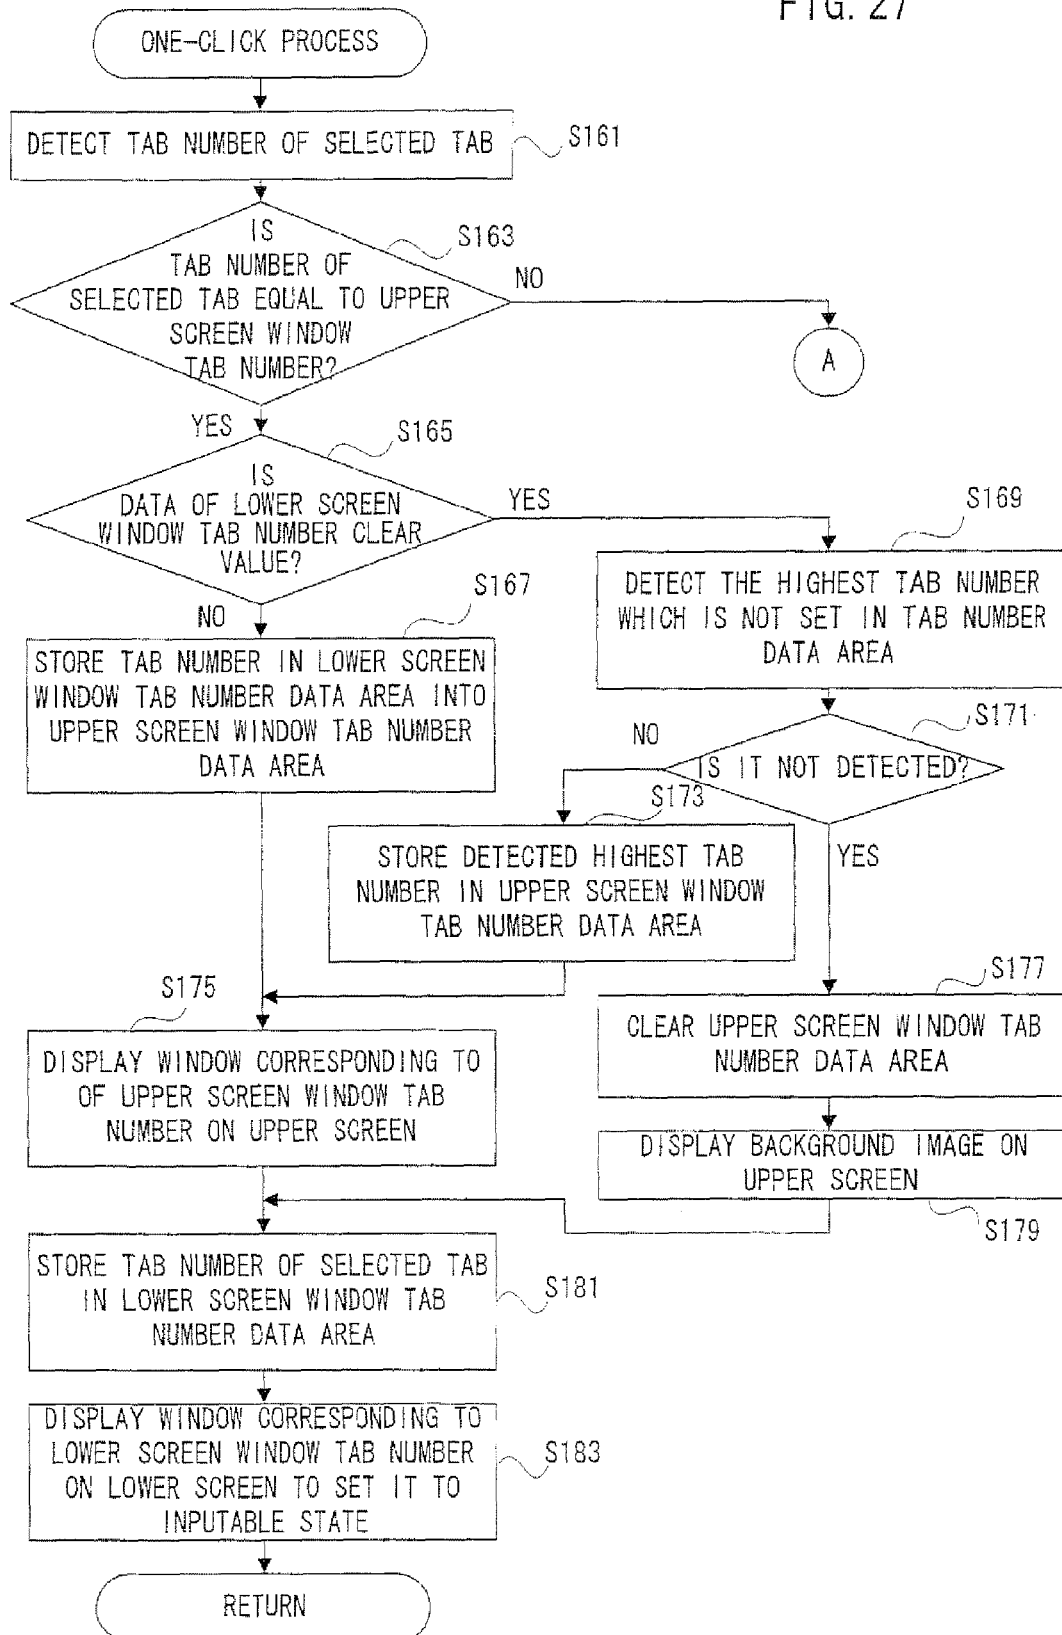 FIG. 27
ONE-CLICK PROCESS
DETECT TAB NUMBER OF SELECTED TAB
S161
IS
TAB NUMBER OF
SELECTED TAB EQUAL TO UPPER
SCREEN WINDOW
TAB NUMBER?
S163
NO
A
YES
S165
IS
DATA OF LOWER SCREEN
WINDOW TAB NUMBER CLEAR
VALUE?
YES
NO
S167
STORE TAB NUMBER IN LOWER SCREEN
WINDOW TAB NUMBER DATA AREA INTO
UPPER SCREEN WINDOW TAB NUMBER
DATA AREA
S169
DETECT THE HIGHEST TAB NUMBER
WHICH IS NOT SET IN TAB NUMBER
DATA AREA
S171
NO
IS IT NOT DETECTED?
YES
S173
STORE DETECTED HIGHEST TAB
NUMBER IN UPPER SCREEN WINDOW
TAB NUMBER DATA AREA
S175
DISPLAY WINDOW CORRESPONDING TO
OF UPPER SCREEN WINDOW TAB
NUMBER ON UPPER SCREEN
S177
CLEAR UPPER SCREEN WINDOW TAB
NUMBER DATA AREA
DISPLAY BACKGROUND IMAGE ON
UPPER SCREEN
S179
STORE TAB NUMBER OF SELECTED TAB
IN LOWER SCREEN WINDOW TAB
NUMBER DATA AREA
S181
DISPLAY WINDOW CORRESPONDING TO
LOWER SCREEN WINDOW TAB NUMBER
ON LOWER SCREEN TO SET IT TO
INPUTABLE STATE
S183
RETURN